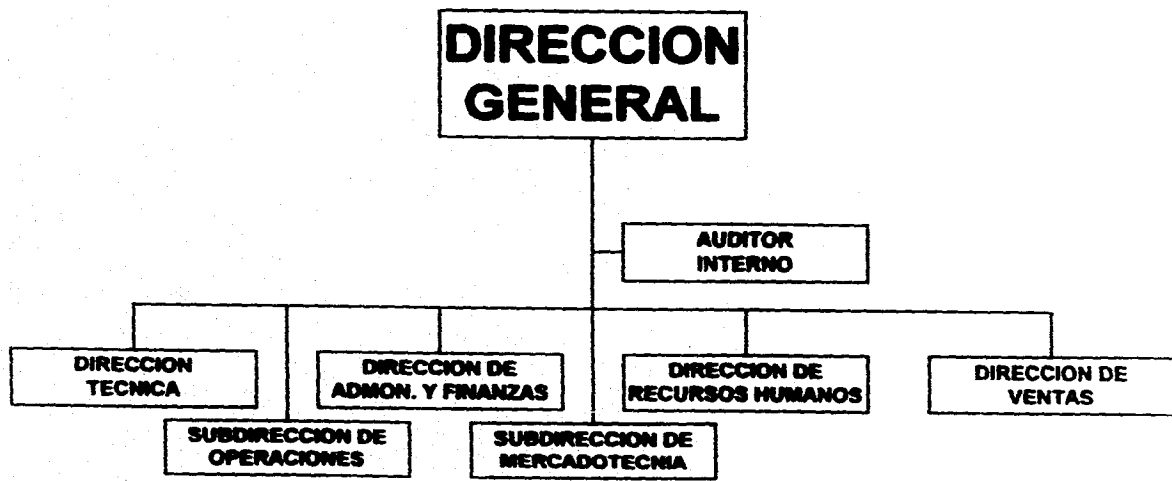 DIRECCION
GENERAL
AUDITOR
INTERNO
DIRECCION
TECNICA
DIRECCION DE
ADMON. Y FINANZAS
DIRECCION DE
RECURSOS HUMANOS
DIRECCION DE
VENTAS
SUBDIRECCION DE
OPERACIONES
SUBDIRECCION DE
MERCADOTECNIA